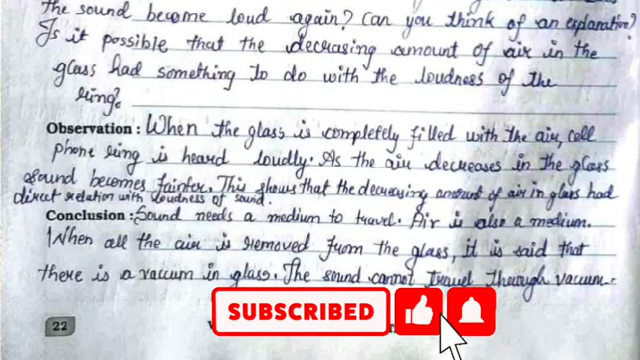 The sound become loud again? Can you think of an explanation?
Is it possible that the decrasing amount of air in the
glass had something to do with the loudness of the
ring?
Observation : When the glass is completly filled with the air, cell
phone ring is heard loudly. As the air decreases in the glass
sound becomes fainter. This shows that the decreasing amount of air in glass had
direct relation with loudness of sound.
Conclusion : Sound needs a medium to travel. Air is also a medium.
When all the air is removed from the glass, it is said that
there is a vaccum in glass. The sound cannot travel through vacuum.
SUBSCRIBED
22